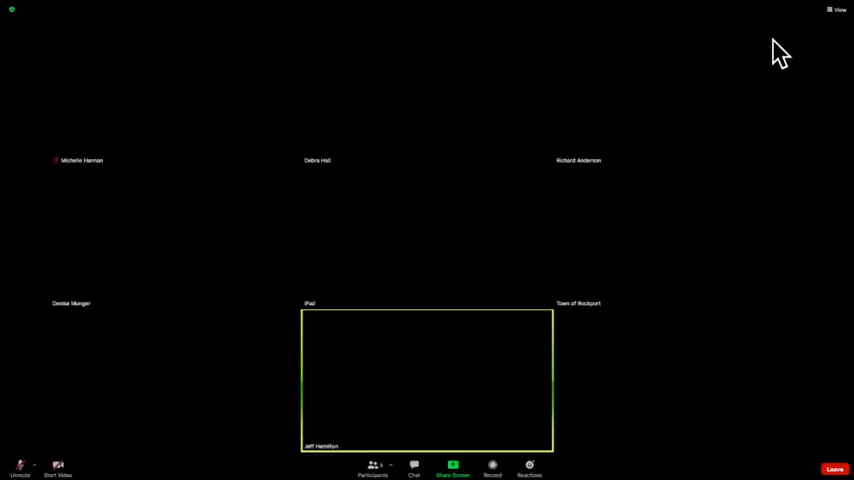 View
Michelle Hannan
Debra Hall
Richard Anderson
Denise Munger
iPad
Town of Rockport
Jeff Hamilton
Unmute
Start Video
Participants
Chat
Share Screen
Record
Reactions
Leave